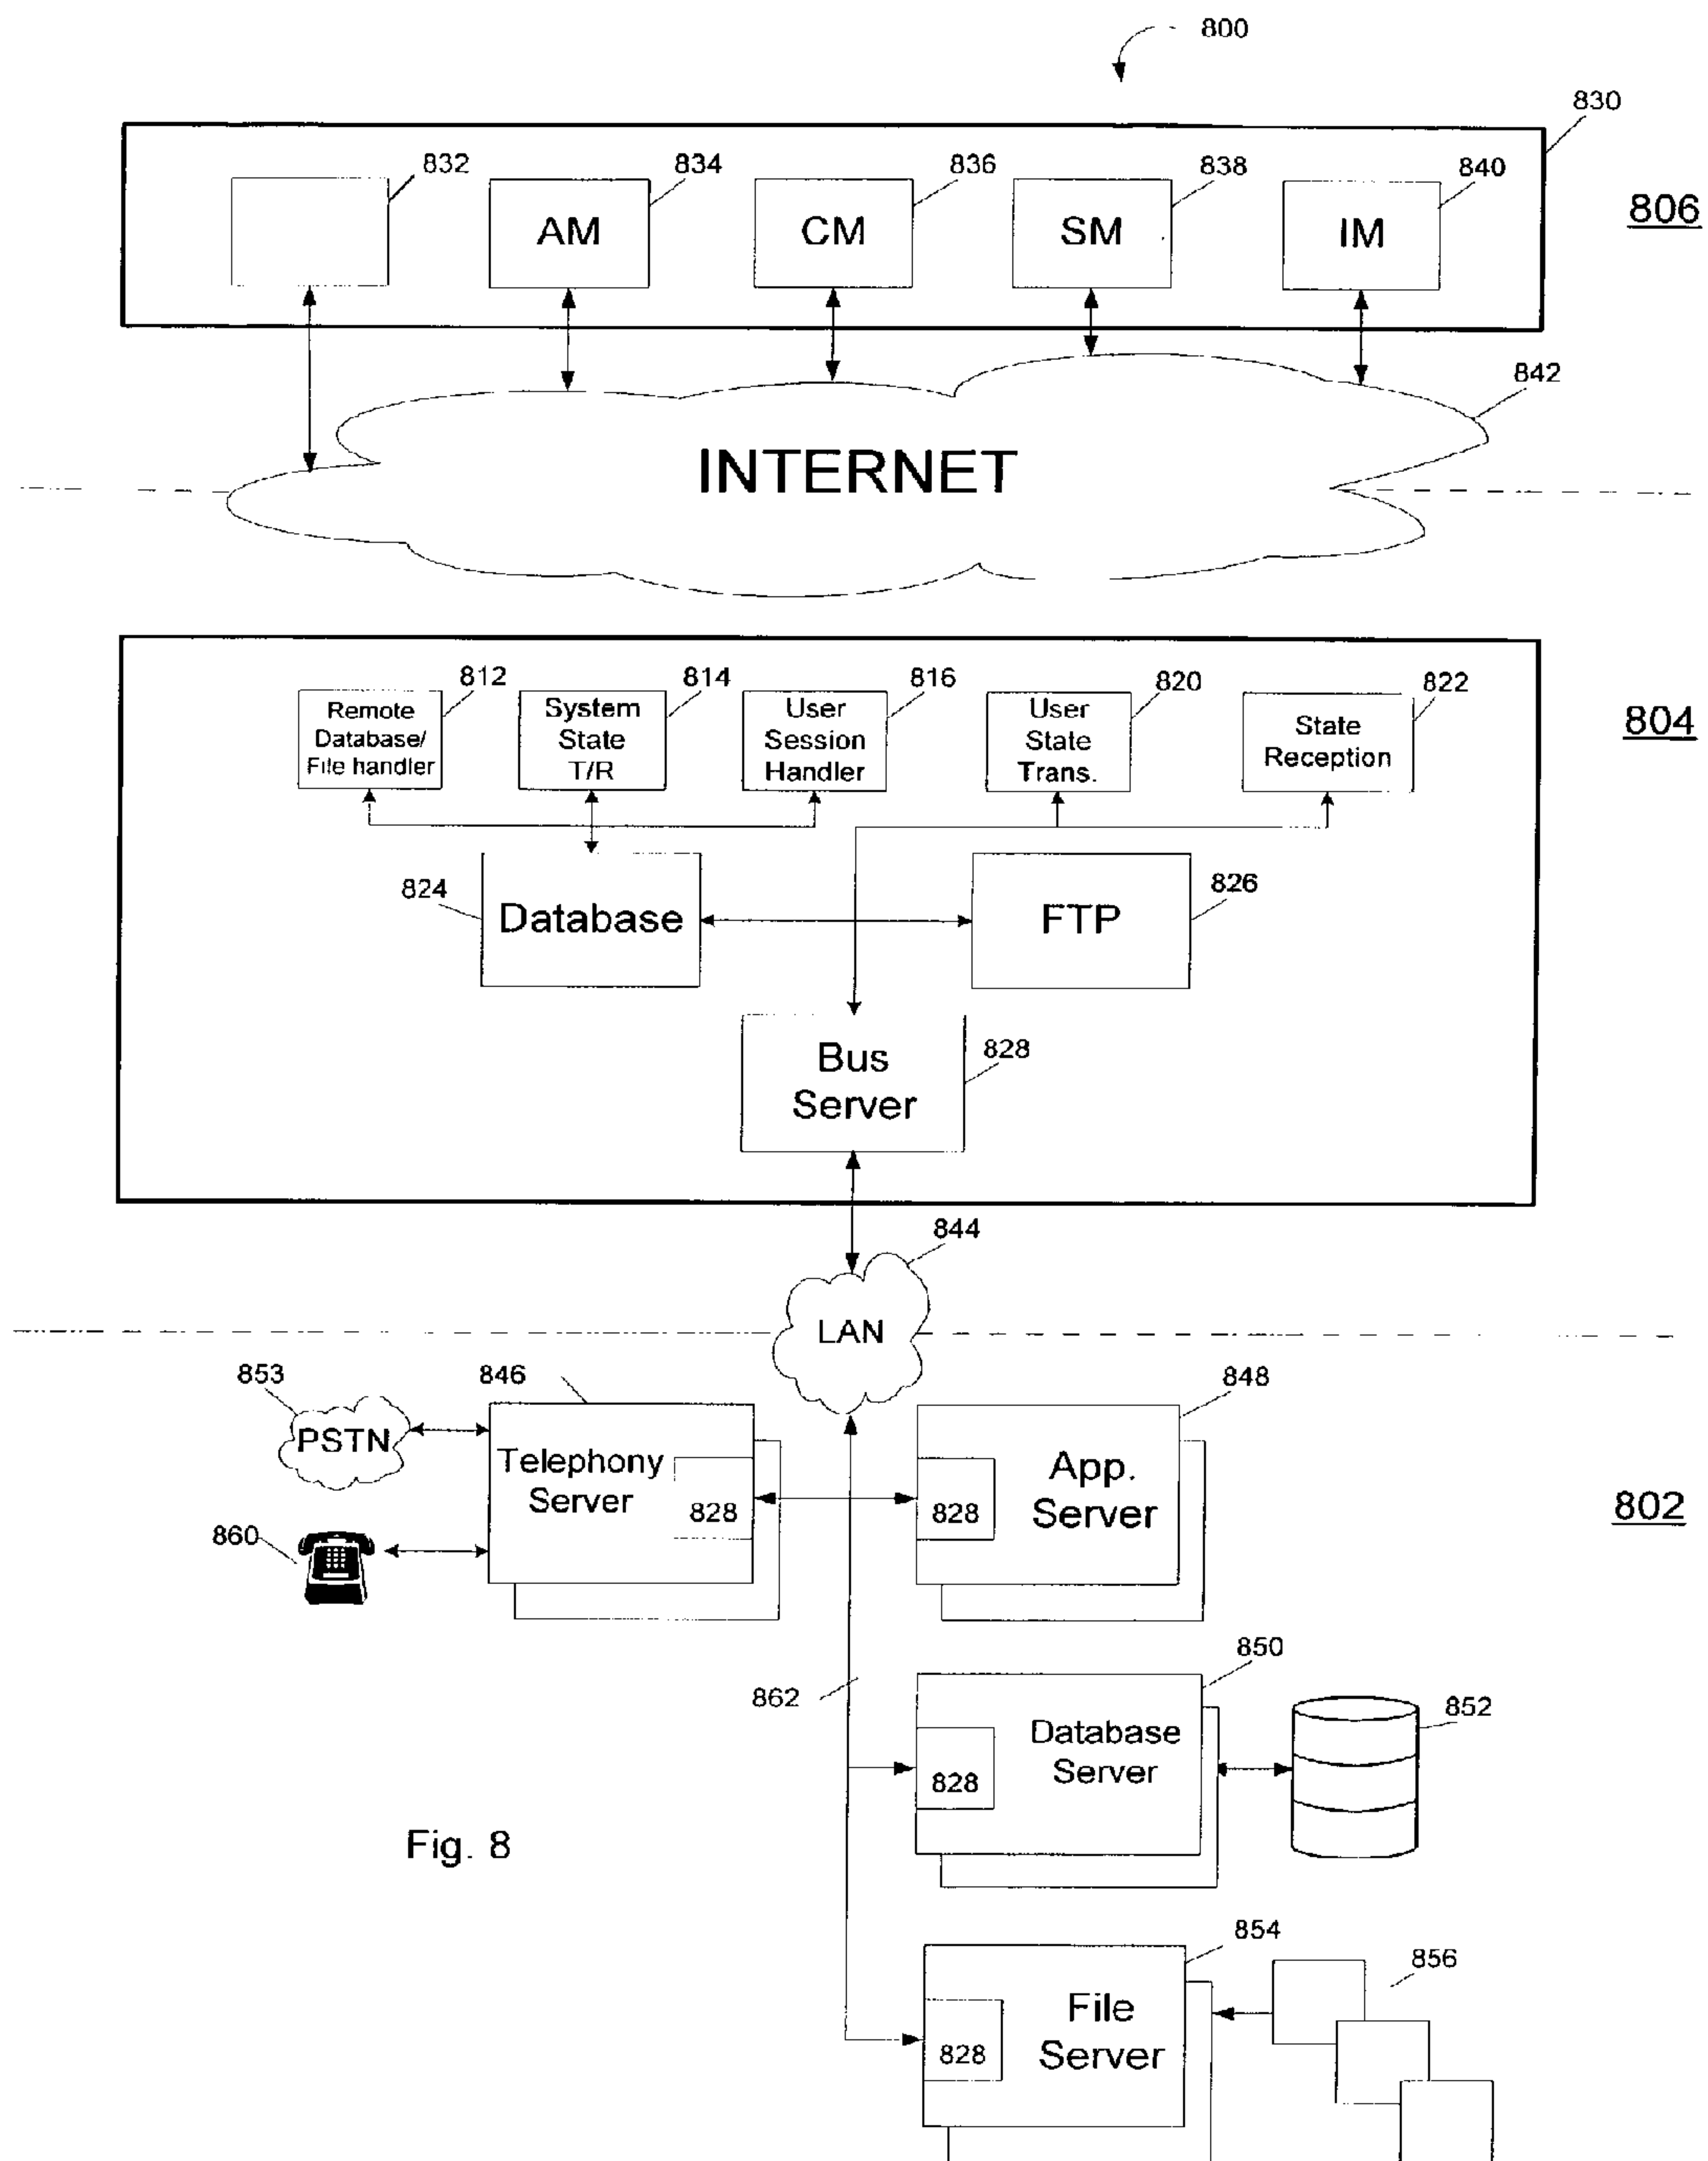 800
830
832
834
836
838
840
AM
CM
SM
IM
806
842
INTERNET
812
814
816
820
822
Remote
Database/
File handler
System
State
T/R
User
Session
Handler
User
State
Trans.
State
Reception
804
824
Database
FTP
826
Bus
Server
828
844
LAN
853
PSTN
846
Telephony
Server
828
848
App.
Server
828
802
860
862
850
Database
Server
828
852
Fig. 8
854
File
Server
828
856